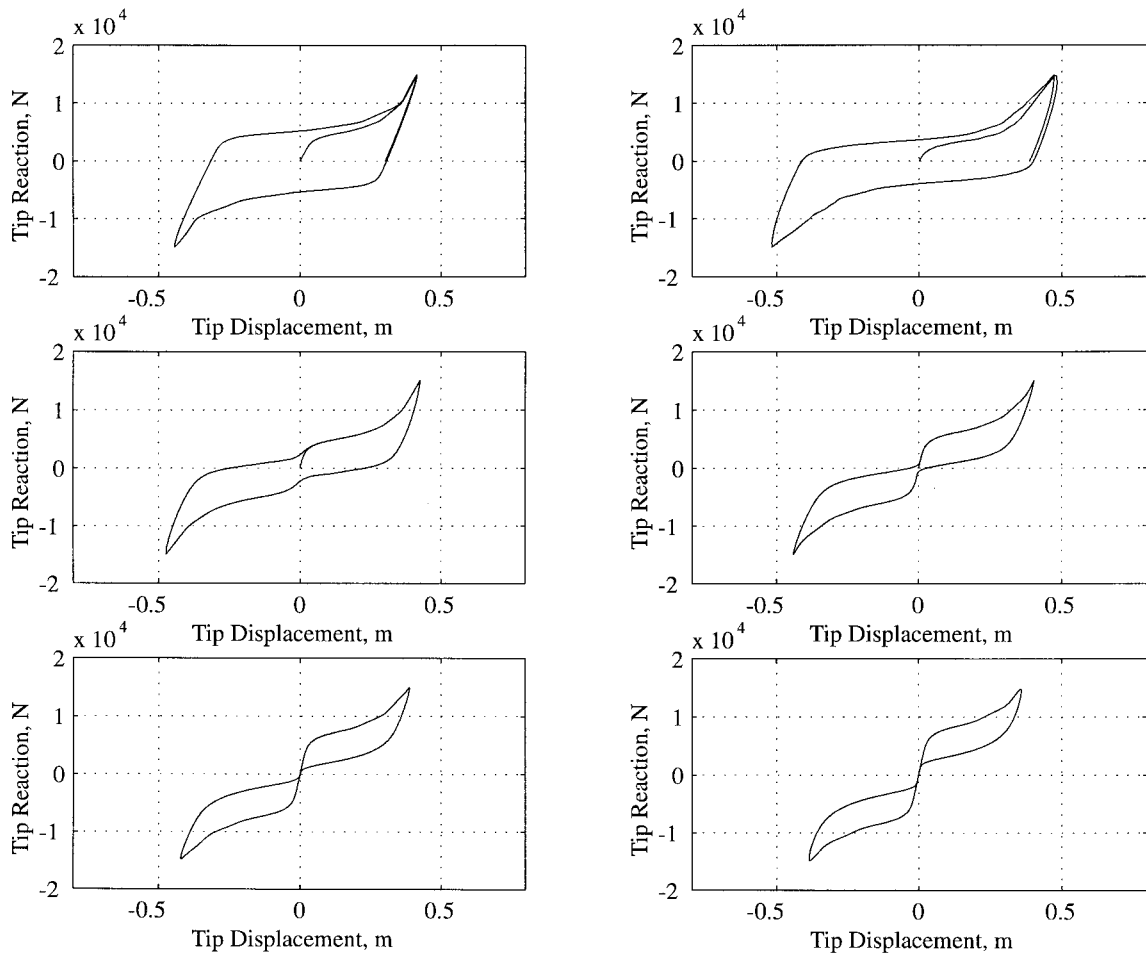 x 10^4
2
1
0
-1
-2
Tip Reaction, N
-0.5 0 0.5
Tip Displacement, m
x 10^4
2
1
0
-1
-2
Tip Reaction, N
-0.5 0 0.5
Tip Displacement, m
x 10^4
2
1
0
-1
-2
Tip Reaction, N
-0.5 0 0.5
Tip Displacement, m
x 10^4
2
1
0
-1
-2
Tip Reaction, N
-0.5 0 0.5
Tip Displacement, m
x 10^4
2
1
0
-1
-2
Tip Reaction, N
-0.5 0 0.5
Tip Displacement, m
x 10^4
2
1
0
-1
-2
Tip Reaction, N
-0.5 0 0.5
Tip Displacement, m